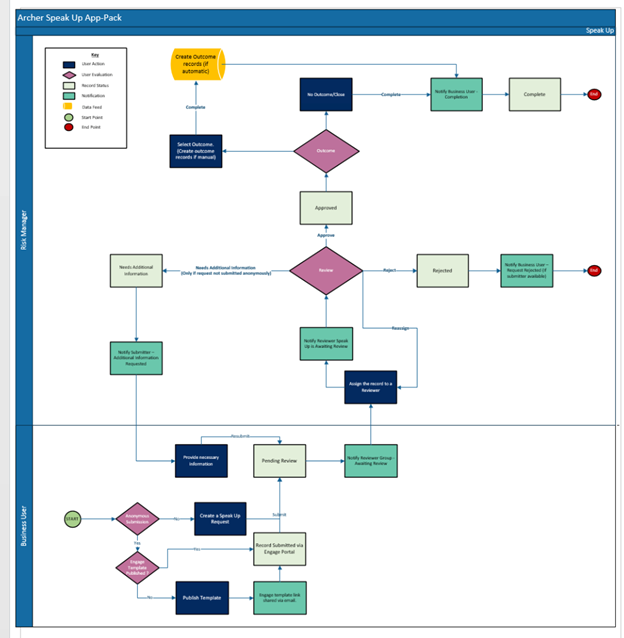 Archer Speak Up App-Pack
Speak Up
Key
User Action
User Evaluation
Record Status
Notification
Data Feed
Start Point
End Point
Create Outcome
records (if
automatic)
Complete
Select Outcome.
(Create outcome
records if manual)
No Outcome/Close
Complete
Notify Business User -
Completion
Complete
End
Outcome
Approved
Approve
Risk Manager
Needs Additional
Information
Needs Additional Information
(Only if request not submitted anonymously)
Review
Reject
Rejected
Notify Business User –
Request Rejected (if
submitter available)
End
Reassign
Notify Submitter –
Additional Information
Requested
Notify Reviewer Speak
Up is Awaiting Review
Assign the record to a
Reviewer
Business User
Resubmit
Provide necessary
information
Pending Review
Notify Reviewer Group -
Awaiting Review
START
Anonymous
Submission
No
Create a Speak Up
Request
Submit
Yes
Engage
Template
Published ?
Yes
Record Submitted via
Engage Portal
No
Publish Template
Engage template link
shared via email.